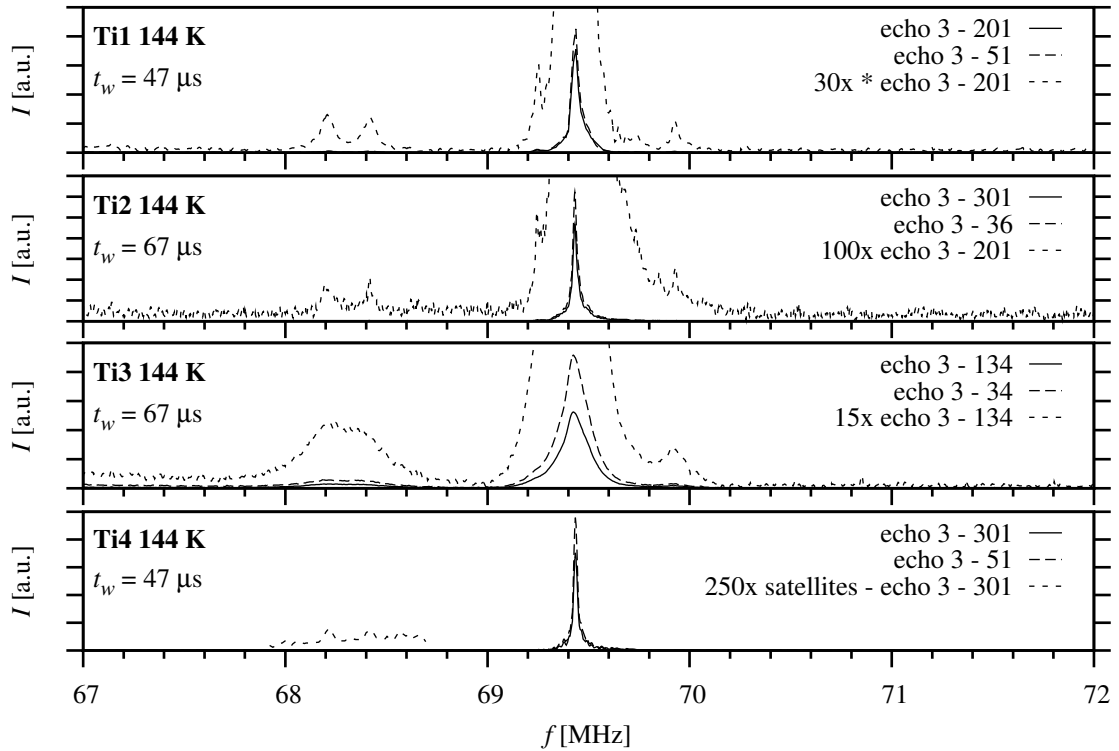 Ti1 144 K
t_w = 47 µs
echo 3 - 201
echo 3 - 51
30x * echo 3 - 201
I [a.u.]
Ti2 144 K
t_w = 67 µs
echo 3 - 301
echo 3 - 36
100x echo 3 - 201
I [a.u.]
Ti3 144 K
t_w = 67 µs
echo 3 - 134
echo 3 - 34
15x echo 3 - 134
I [a.u.]
Ti4 144 K
t_w = 47 µs
echo 3 - 301
echo 3 - 51
250x satellites - echo 3 - 301
I [a.u.]
67 68 69 70 71 72
f [MHz]